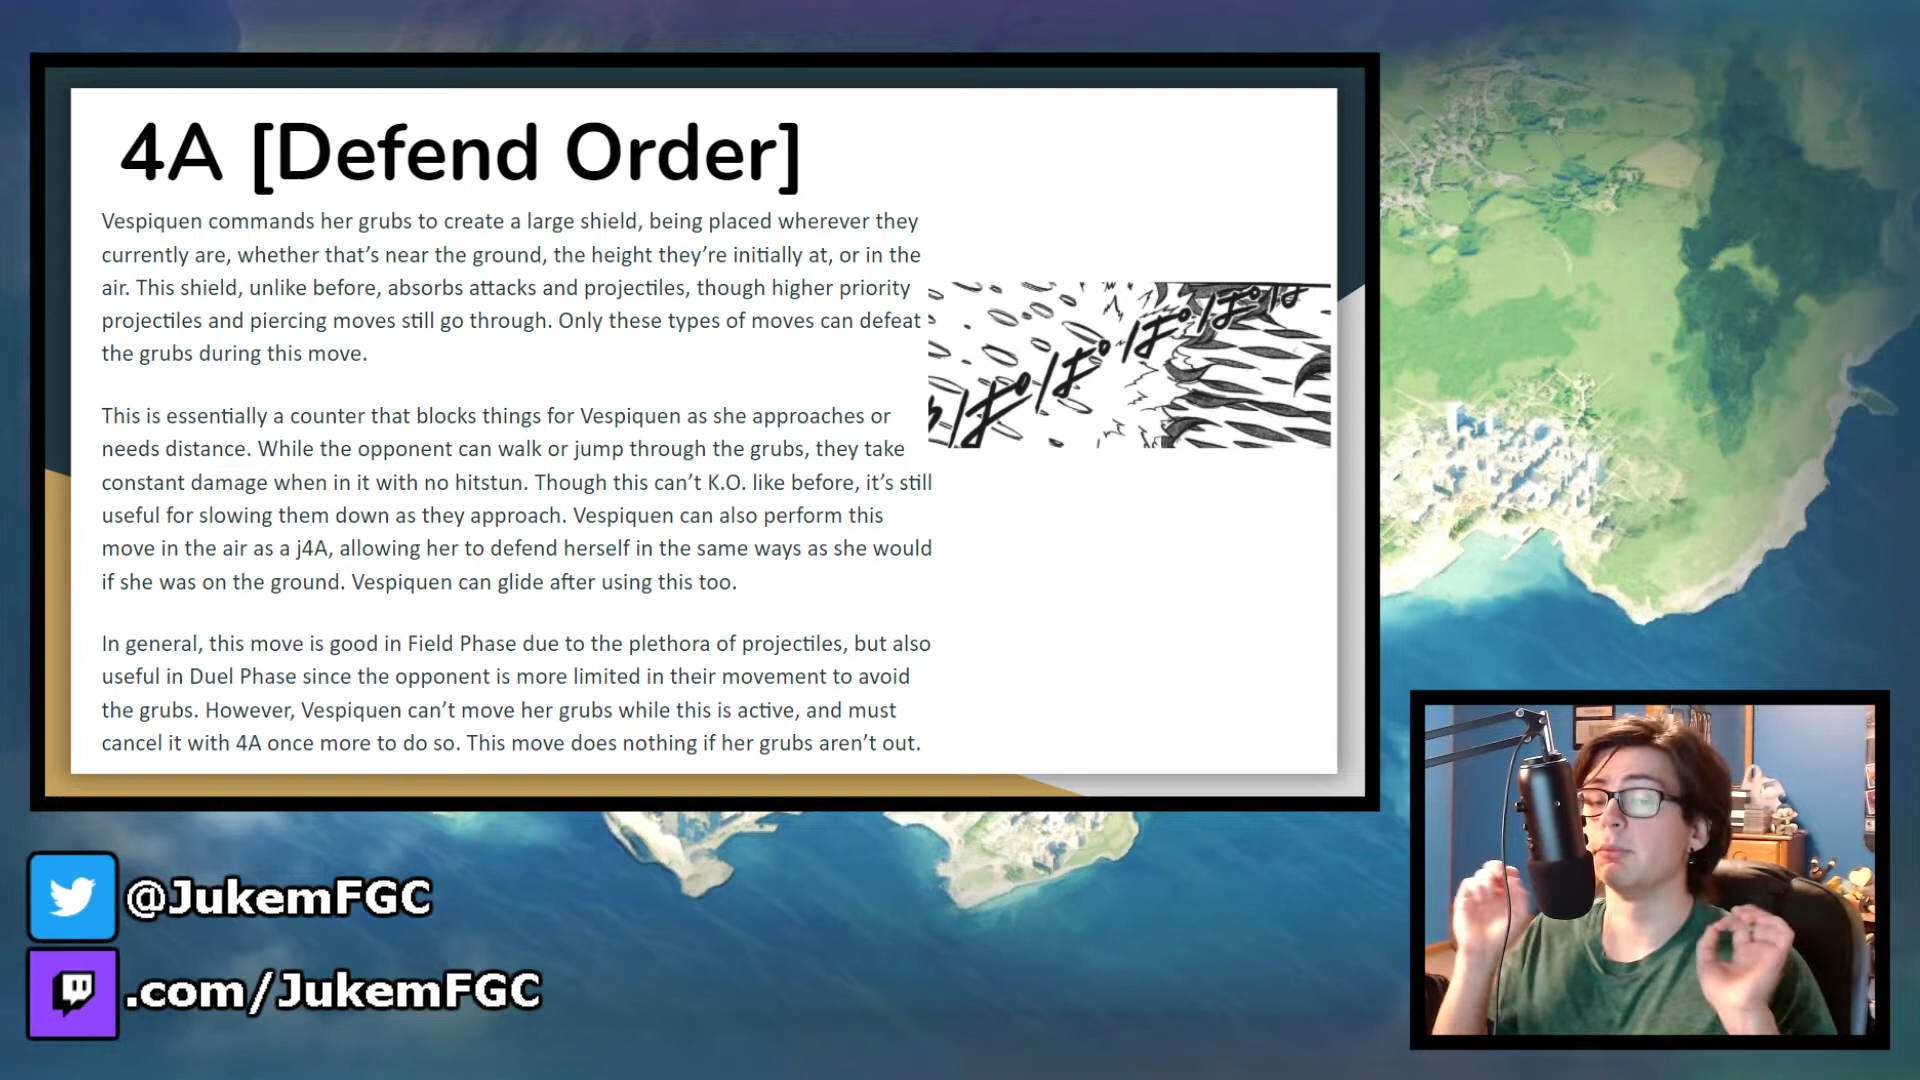 4A [Defend Order]
Vespiquen commands her grubs to create a large shield, being placed wherever they
currently are, whether that’s near the ground, the height they’re initially at, or in the
air. This shield, unlike before, absorbs attacks and projectiles, though higher priority
projectiles and piercing moves still go through. Only these types of moves can defeat
the grubs during this move.
This is essentially a counter that blocks things for Vespiquen as she approaches or
needs distance. While the opponent can walk or jump through the grubs, they take
constant damage when in it with no hitstun. Though this can’t K.O. like before, it’s still
useful for slowing them down as they approach. Vespiquen can also perform this
move in the air as a j4A, allowing her to defend herself in the same ways as she would
if she was on the ground. Vespiquen can glide after using this too.
In general, this move is good in Field Phase due to the plethora of projectiles, but also
useful in Duel Phase since the opponent is more limited in their movement to avoid
the grubs. However, Vespiquen can’t move her grubs while this is active, and must
cancel it with 4A once more to do so. This move does nothing if her grubs aren’t out.
ぱぱぱぱぱ
@JukemFGC
.com/JukemFGC